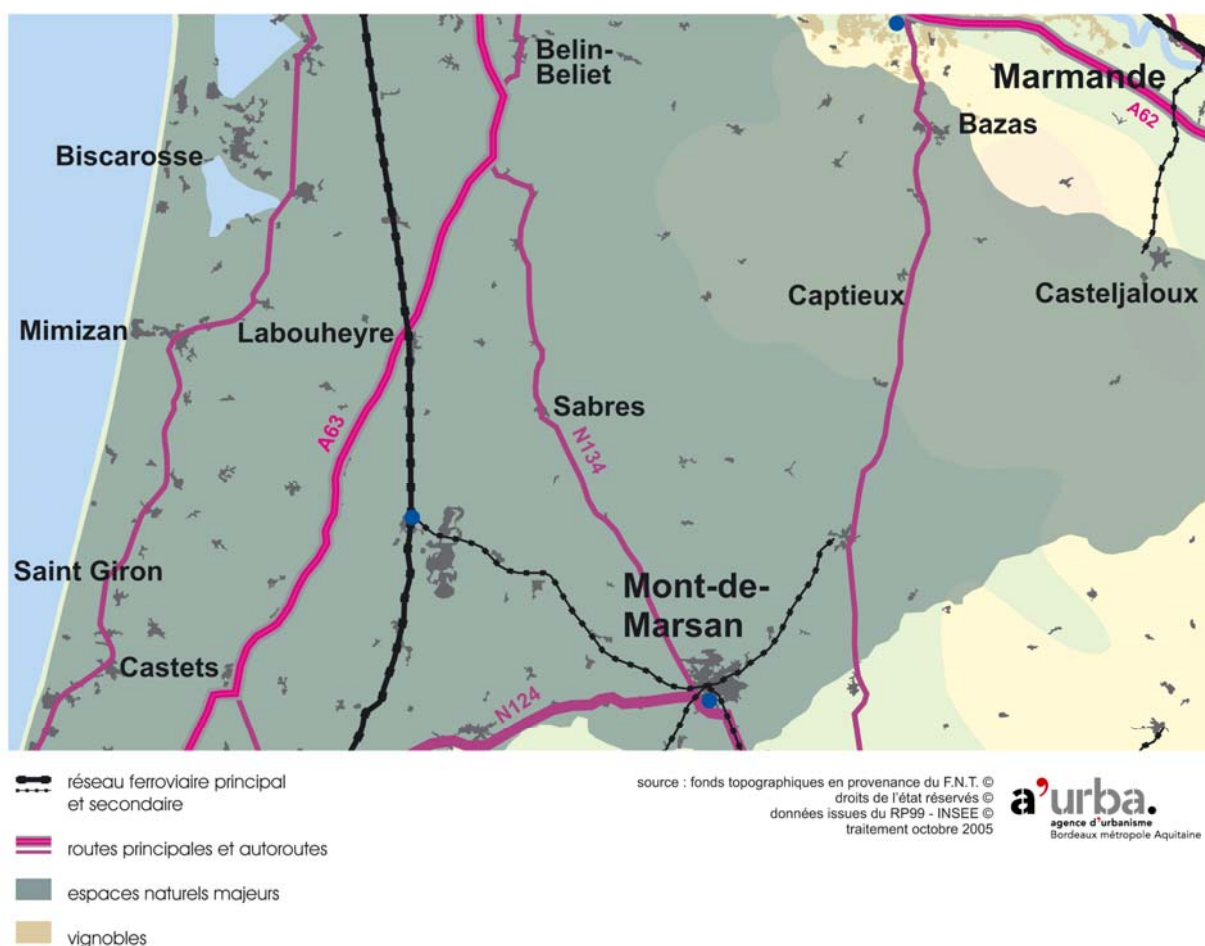 Belin-
Beliet
Marmande
A62
Bazas
Biscarosse
Captieux
Casteljaloux
Mimizan
Labouheyre
Sabres
A63
N134
Saint Giron
Mont-de-
Marsan
Castets
N124
réseau ferroviaire principal
et secondaire
routes principales et autoroutes
espaces naturels majeurs
vignobles
source : fonds topographiques en provenance du F.N.T. ©
droits de l'état réservés ©
données issues du RP99 - INSEE ©
traitement octobre 2005
a'urba.
agence d'urbanisme
Bordeaux métropole Aquitaine